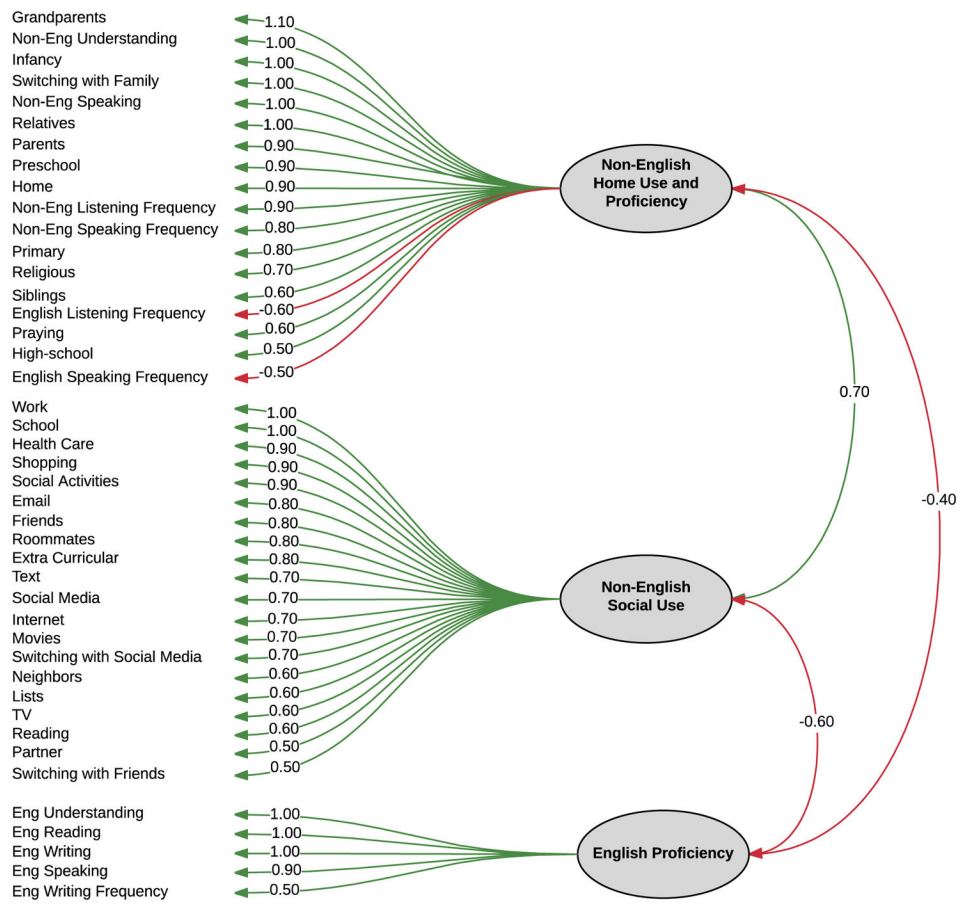 Grandparents 1.10
Non-Eng Understanding 1.00
Infancy 1.00
Switching with Family 1.00
Non-Eng Speaking 1.00
Relatives 1.00
Parents 0.90
Preschool 0.90
Home 0.90
Non-Eng Listening Frequency 0.90
Non-Eng Speaking Frequency 0.80
Primary 0.80
Religious 0.70
Siblings 0.60
English Listening Frequency -0.60
Praying 0.60
High-school 0.50
English Speaking Frequency -0.50
Non-English
Home Use and
Proficiency
0.70
-0.40
Work 1.00
School 1.00
Health Care 0.90
Shopping 0.90
Social Activities 0.90
Email 0.80
Friends 0.80
Roommates 0.80
Extra Curricular 0.80
Text 0.70
Social Media 0.70
Internet 0.70
Movies 0.70
Switching with Social Media 0.70
Neighbors 0.60
Lists 0.60
TV 0.60
Reading 0.60
Partner 0.50
Switching with Friends 0.50
Non-English
Social Use
-0.60
Eng Understanding 1.00
Eng Reading 1.00
Eng Writing 1.00
Eng Speaking 0.90
Eng Writing Frequency 0.50
English Proficiency